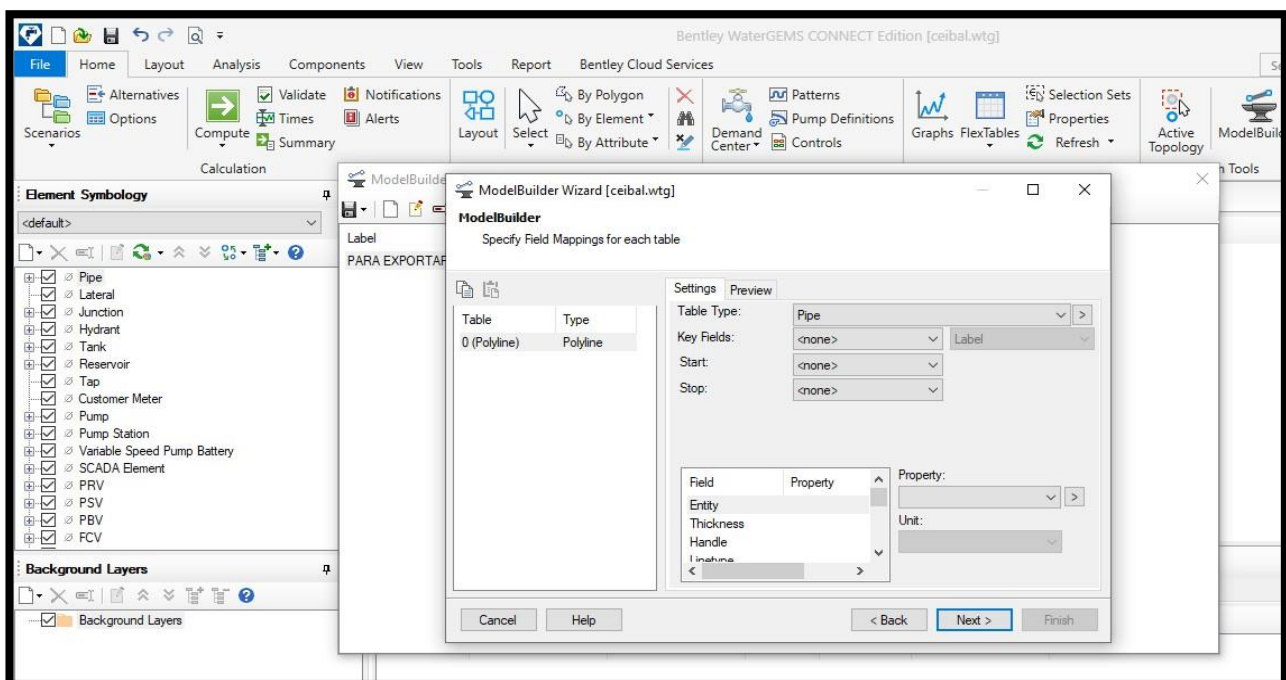 Bentley WaterGEMS CONNECT Edition [ceibal.wtg]
File Home Layout Analysis Components View Tools Report Bentley Cloud Services
Alternatives
Options
Scenarios
Compute
Validate
Times
Summary
Notifications
Alerts
Calculation
Layout
Select
By Polygon
By Element
By Attribute
Demand Center
Patterns
Pump Definitions
Controls
Graphs
FlexTables
Selection Sets
Properties
Refresh
Active Topology
Tools
Element Symbology
<default>
Pipe
Lateral
Junction
Hydrant
Tank
Reservoir
Tap
Customer Meter
Pump
Pump Station
Variable Speed Pump Battery
SCADA Element
PRV
PSV
PBV
FCV
Background Layers
Background Layers
Label
PARA EXPORTAR
ModelBuilder Wizard [ceibal.wtg]
ModelBuilder
Specify Field Mappings for each table
Table Type
0 (Polyline) Polyline
Settings Preview
Table Type: Pipe >
Key Fields: <none> Label
Start: <none>
Stop: <none>
Field Property
Entity
Thickness
Handle
Linetype
Property:
>
Unit:
Cancel Help < Back Next > Finish